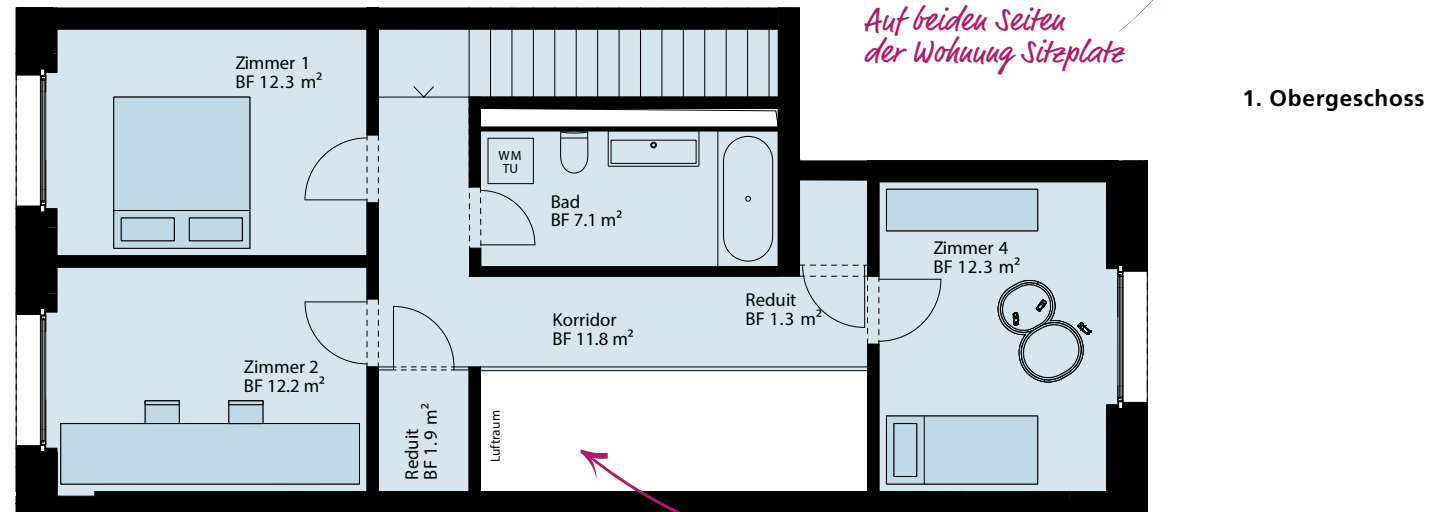 Auf beiden Seiten
der Wohnung Sitzplatz
1. Obergeschoss
Zimmer 1
BF 12.3 m²
WM
TU
Bad
BF 7.1 m²
Zimmer 4
BF 12.3 m²
Reduit
BF 1.3 m²
Korridor
BF 11.8 m²
Zimmer 2
BF 12.2 m²
Reduit
BF 1.9 m²
Luftraum